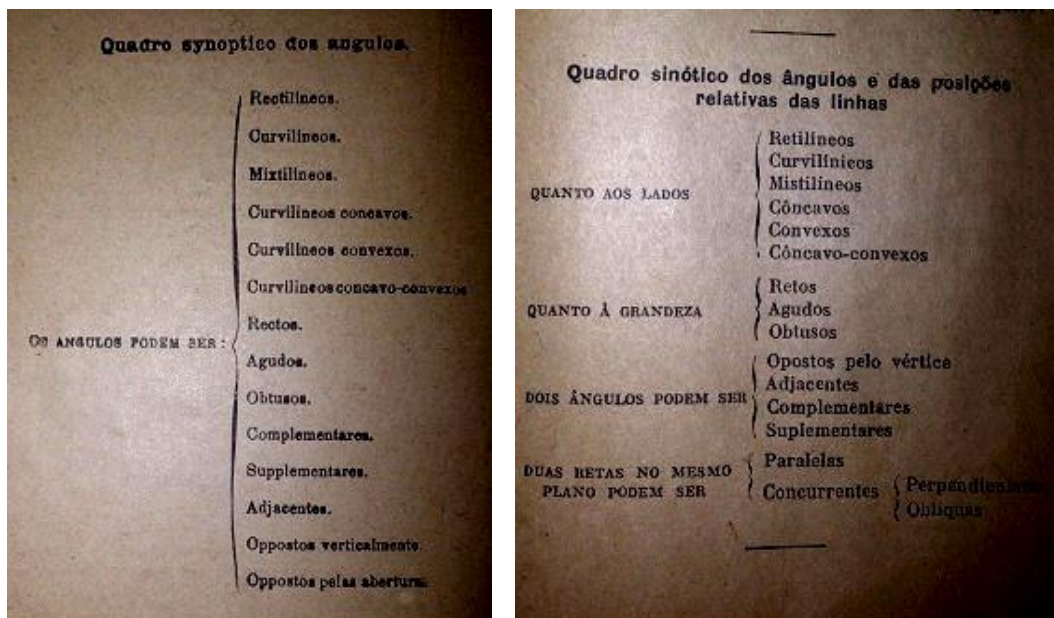 Quadro synoptico dos angulos.
Rectilineos.
Curvilineos.
Mixtilineos.
Curvilineos concavos.
Curvilineos convexos.
Curvilineos concavo-convexos
Rectos.
OS ANGULOS PODEM SER:
Agudos.
Obtusos.
Complementares.
Supplementares.
Adjacentes.
Oppostos verticalmente.
Oppostos pelas abertura.
Quadro sinótico dos ângulos e das posições
relativas das linhas
QUANTO AOS LADOS
Retilíneos
Curvilínicos
Mistilíneos
Côncavos
Convexos
Côncavo-convexos
QUANTO À GRANDEZA
Retos
Agudos
Obtusos
DOIS ÂNGULOS PODEM SER
Opostos pelo vértice
Adjacentes
Complementares
Suplementares
DUAS RETAS NO MESMO
PLANO PODEM SER
Paralelas
Concurrentes
Obliquas